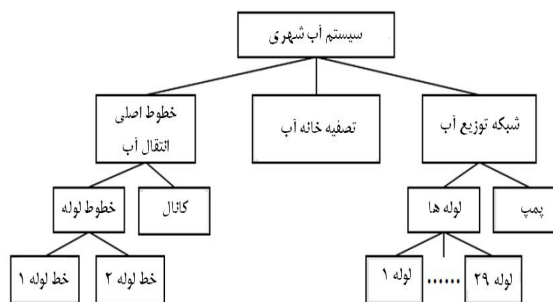 سیستم آب شهری
شبکه توزیع آب
تصفیه خانه آب
خطوط اصلی
انتقال آب
پمپ
لوله ها
کانال
خطوط لوله
لوله ۲۹
......
لوله ۱
خط لوله ۲
خط لوله ۱